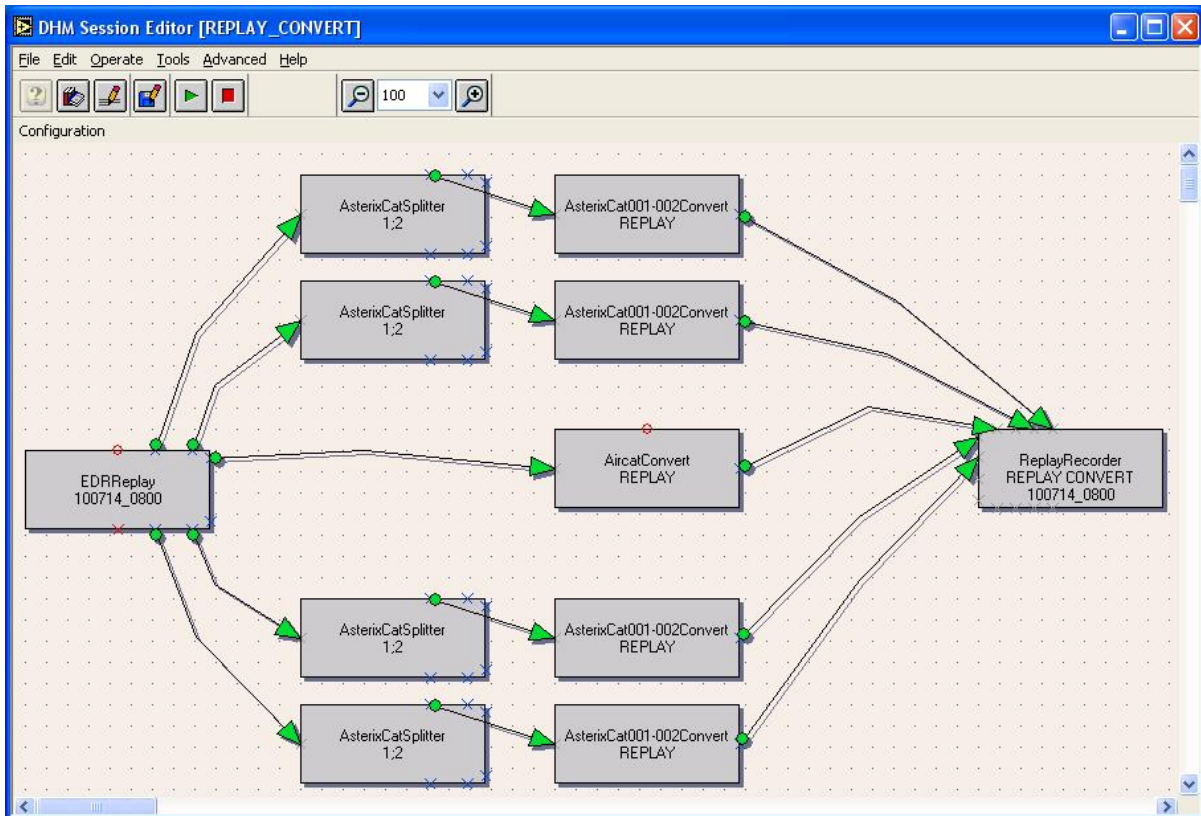 DHM Session Editor [REPLAY_CONVERT]
File Edit Operate Tools Advanced Help
100
Configuration
AsterixCatSplitter
1;2
AsterixCat001-002Convert
REPLAY
AsterixCatSplitter
1;2
AsterixCat001-002Convert
REPLAY
EDRReplay
100714_0800
AircatConvert
REPLAY
ReplayRecorder
REPLAY CONVERT
100714_0800
AsterixCatSplitter
1;2
AsterixCat001-002Convert
REPLAY
AsterixCatSplitter
1;2
AsterixCat001-002Convert
REPLAY